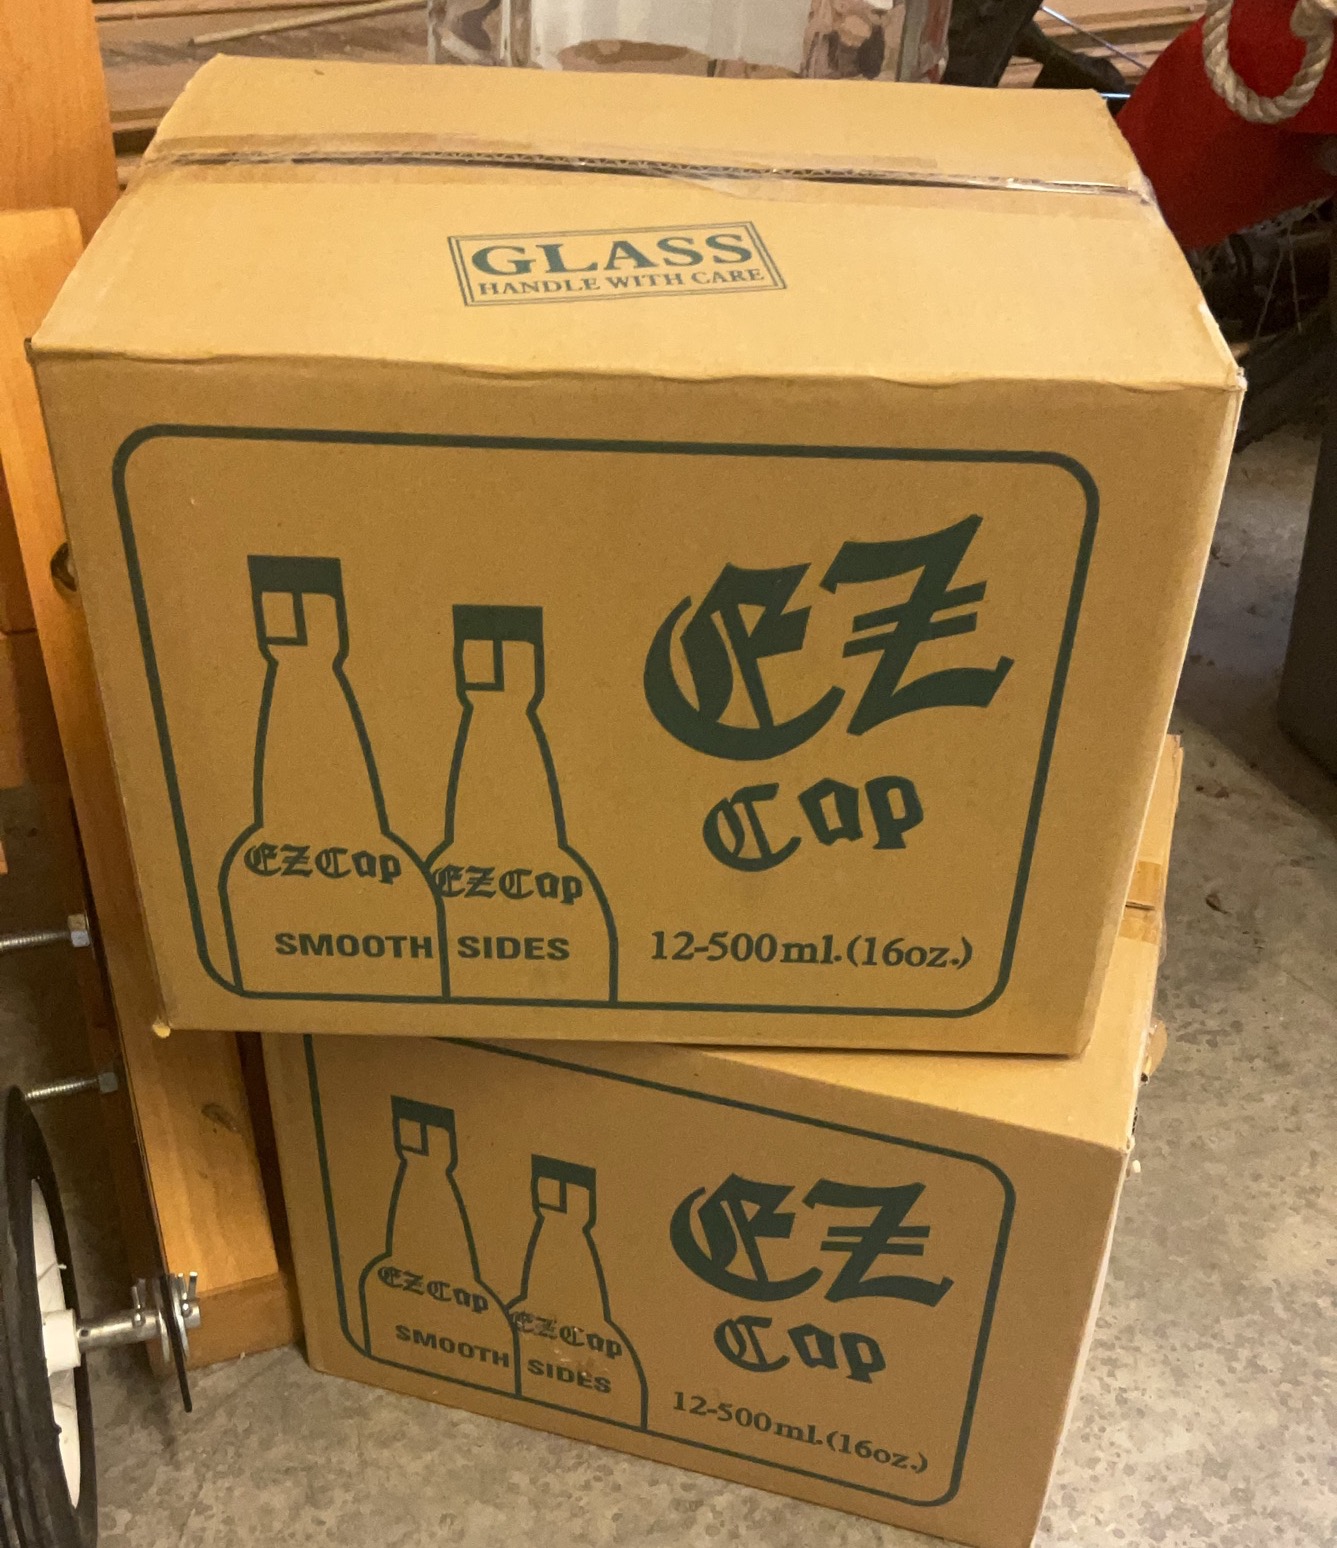 GLASS
HANDLE WITH CARE
EZ
Cap
EZCap
EZCap
SMOOTH SIDES
12-500ml.(16oz.)
EZ
Cap
EZCap
EZCap
SMOOTH SIDES
12-500ml.(16oz.)